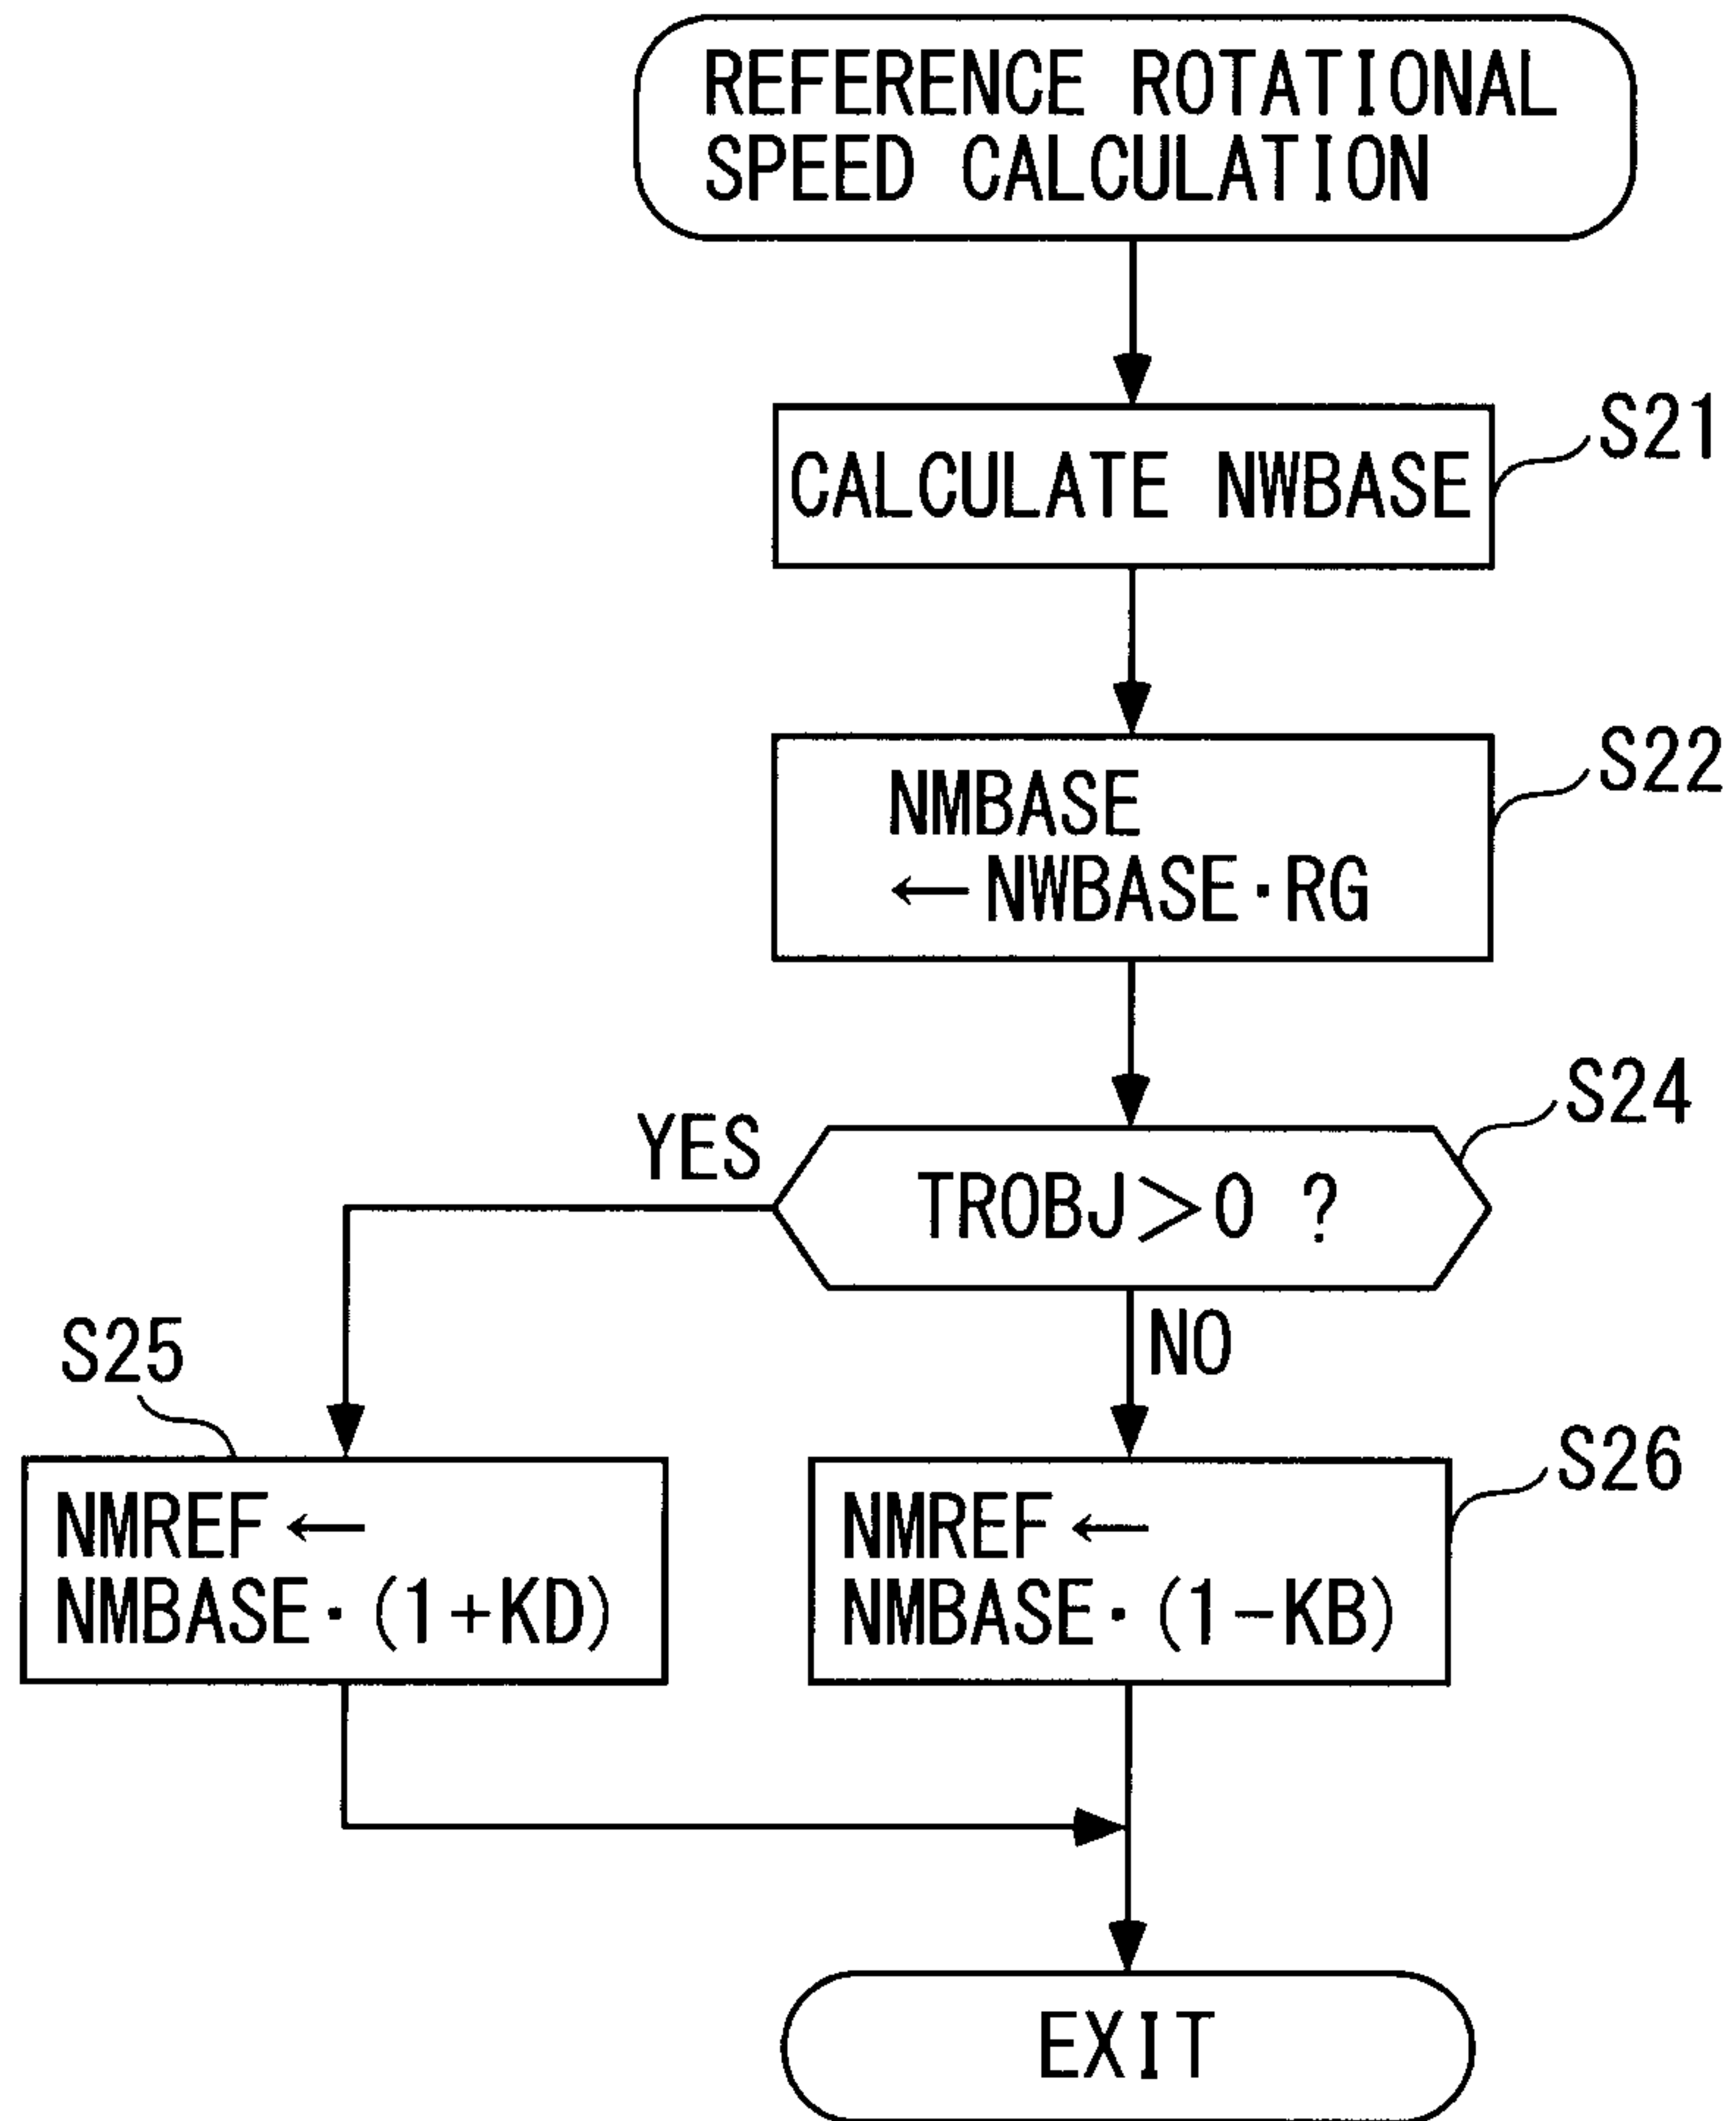 REFERENCE ROTATIONAL
SPEED CALCULATION
S21
CALCULATE NWBASE
S22
NMBASE
←NWBASE·RG
S24
YES
TROBJ>0 ?
NO
S25
NMREF←
NMBASE·(1+KD)
S26
NMREF←
NMBASE·(1-KB)
EXIT